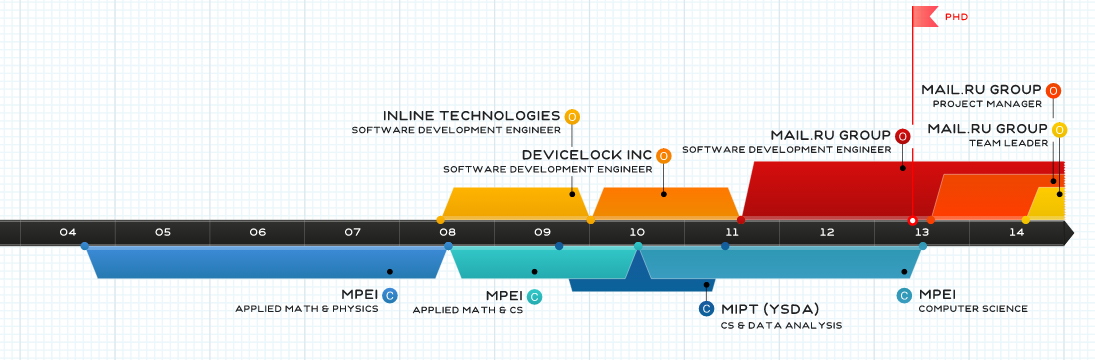 PHD
MAIL.RU GROUP O
PROJECT MANAGER
INLINE TECHNOLOGIES O
SOFTWARE DEVELOPMENT ENGINEER
MAIL.RU GROUP O
TEAM LEADER
MAIL.RU GROUP O
SOFTWARE DEVELOPMENT ENGINEER
DEVICELOCK INC O
SOFTWARE DEVELOPMENT ENGINEER
04 05 06 07 08 09 10 11 12 13 14
MPEI C
APPLIED MATH & PHYSICS
MPEI C
APPLIED MATH & CS
C MIPT (YSDA)
CS & DATA ANALYSIS
C MPEI
COMPUTER SCIENCE